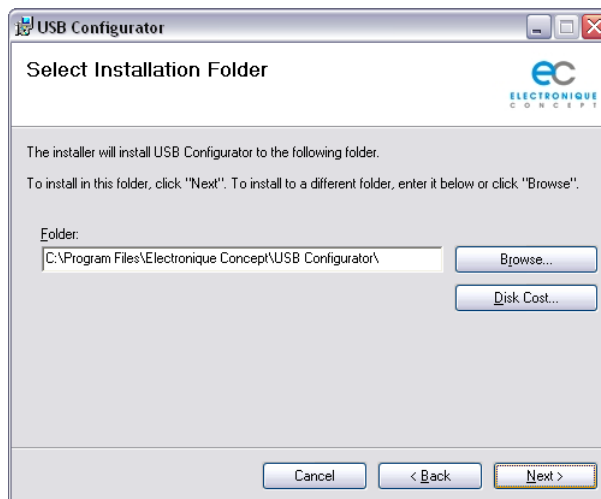 USB Configurator
Select Installation Folder
ec
ELECTRONIQUE
CONCEPT
The installer will install USB Configurator to the following folder.
To install in this folder, click "Next". To install to a different folder, enter it below or click "Browse".
Folder:
C:\Program Files\Electronique Concept\USB Configurator\
Browse...
Disk Cost...
Cancel
< Back
Next >